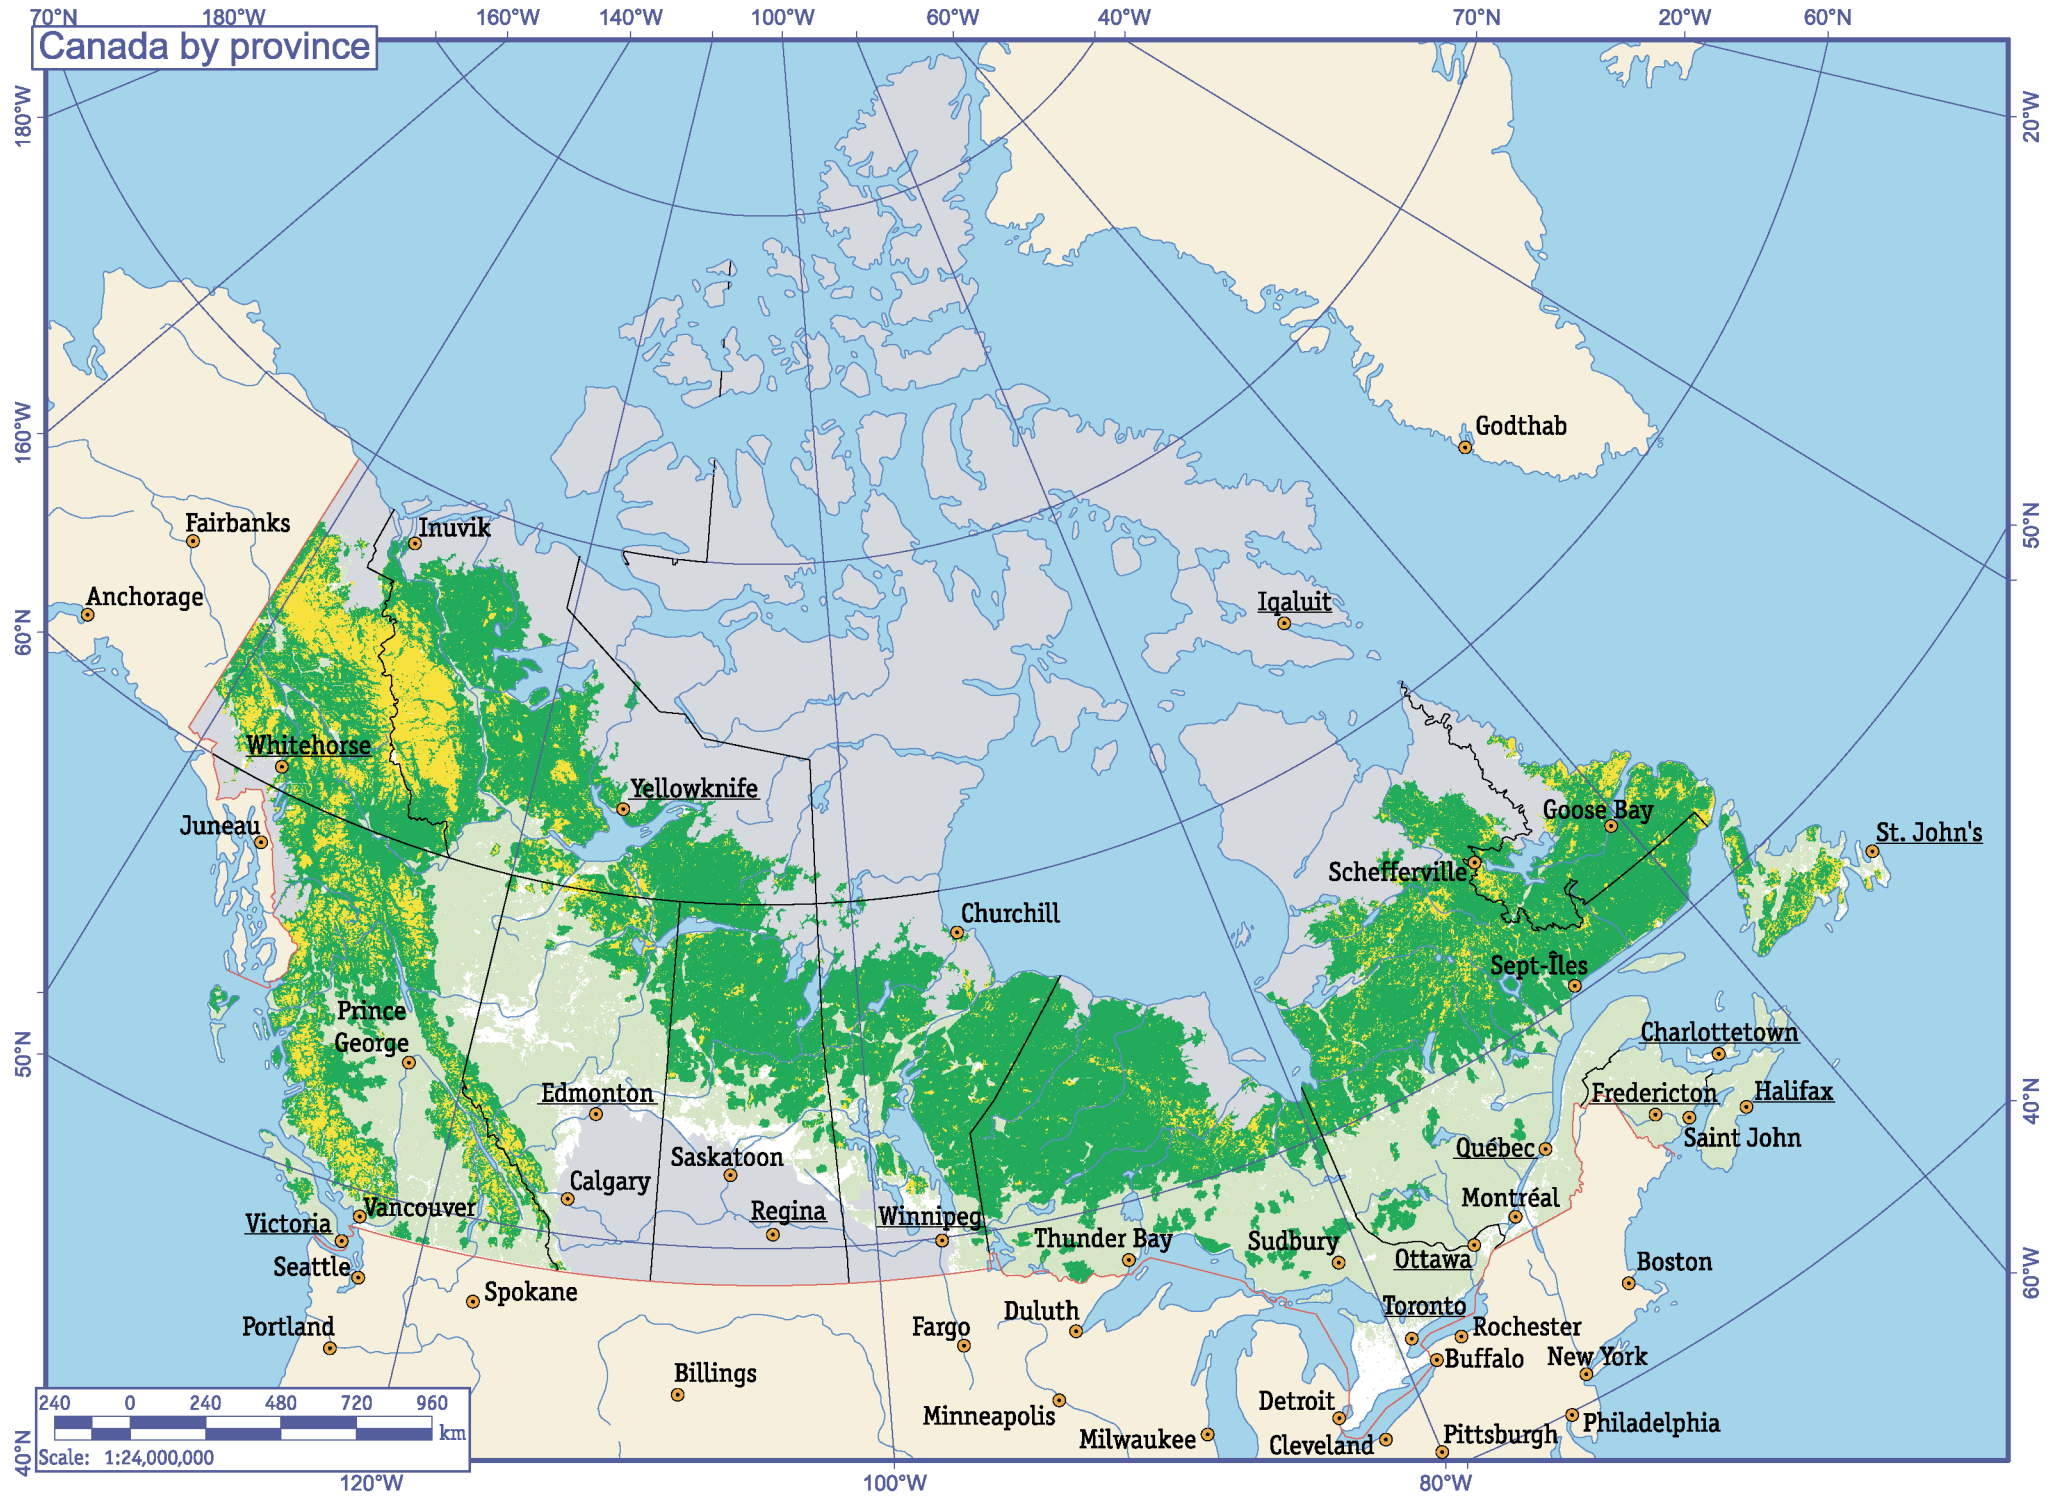 70°N
180°W
160°W
140°W
100°W
60°W
40°W
70°N
20°W
60°N
Canada by province
180°W
20°W
160°W
Godthab
Fairbanks
Inuvik
50°N
Anchorage
Iqaluit
60°N
Whitehorse
Yellowknife
Goose Bay
Juneau
St. John's
Schefferville
Churchill
Sept-Îles
Prince
George
50°N
Charlottetown
Edmonton
Fredericton
Halifax
40°N
Saint John
Québec
Saskatoon
Calgary
Montréal
Vancouver
Victoria
Regina
Winnipeg
Thunder Bay
Sudbury
Ottawa
Seattle
Boston
60°W
Spokane
Duluth
Toronto
Portland
Fargo
Rochester
Buffalo
New York
Billings
Minneapolis
Detroit
Philadelphia
Milwaukee
Cleveland
Pittsburgh
240 0 240 480 720 960
km
Scale: 1:24,000,000
40°N
120°W
100°W
80°W